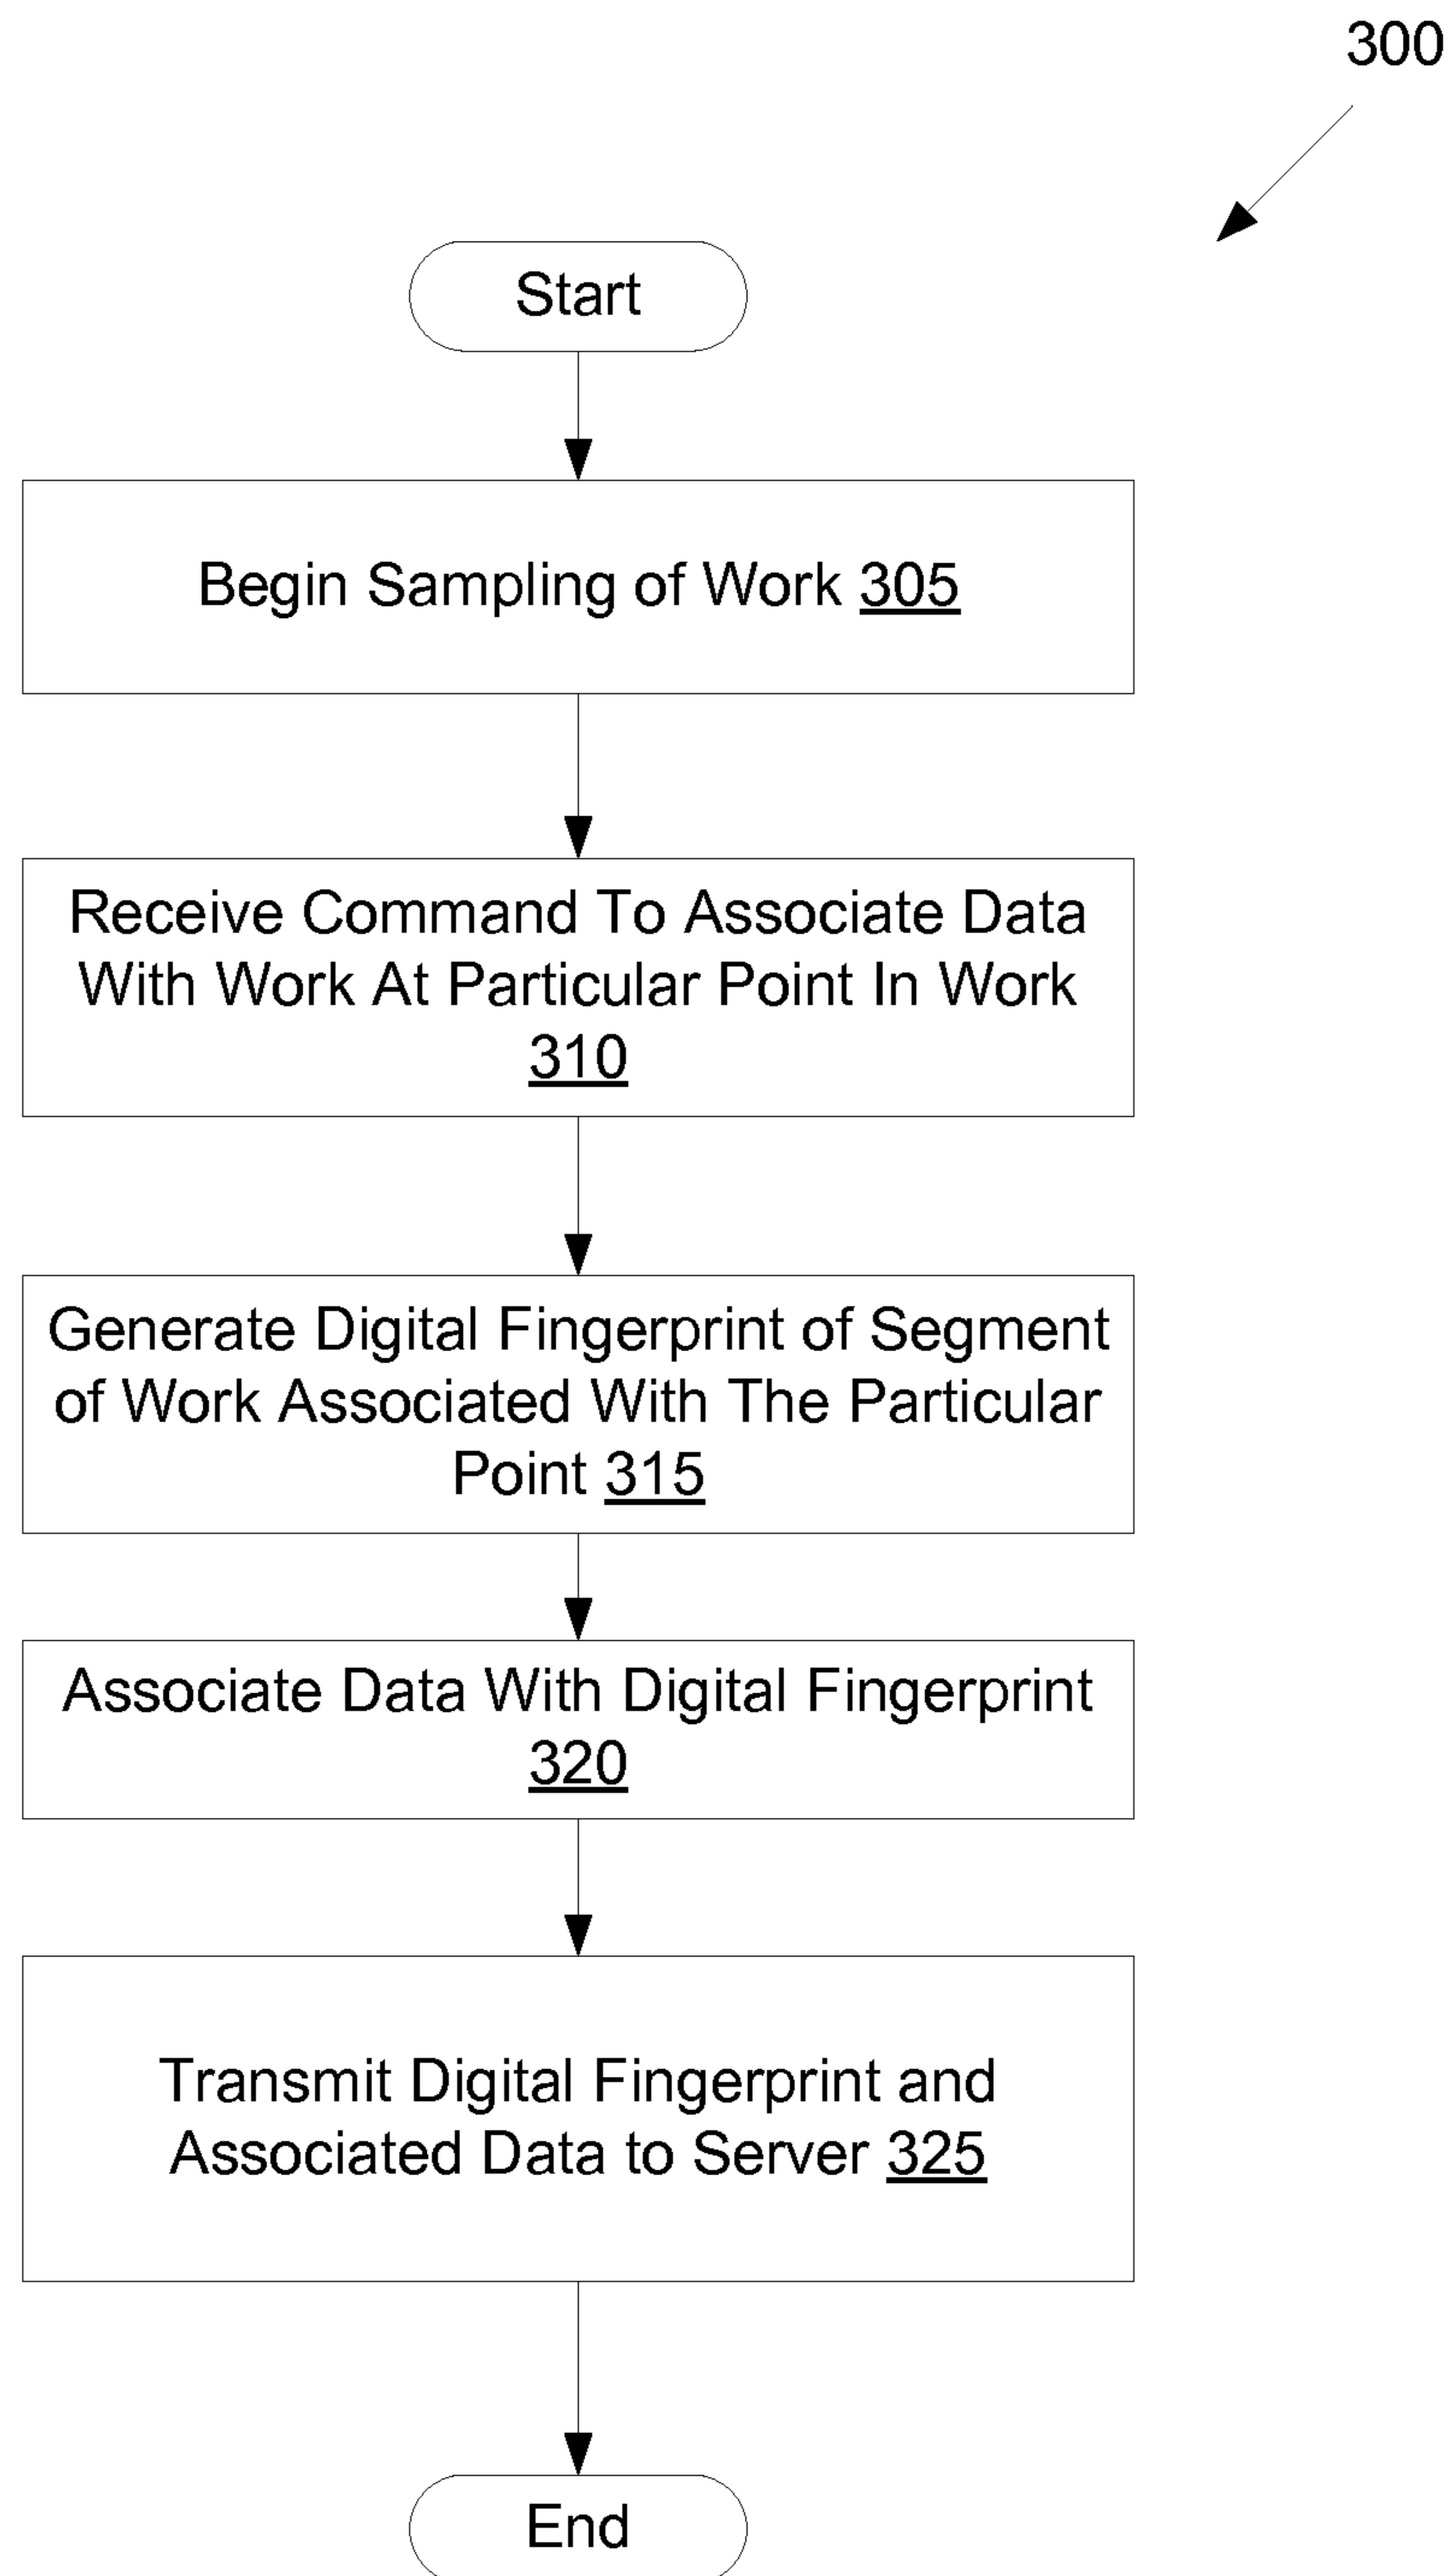 300
Start
Begin Sampling of Work 305
Receive Command To Associate Data
With Work At Particular Point In Work
310
Generate Digital Fingerprint of Segment
of Work Associated With The Particular
Point 315
Associate Data With Digital Fingerprint
320
Transmit Digital Fingerprint and
Associated Data to Server 325
End